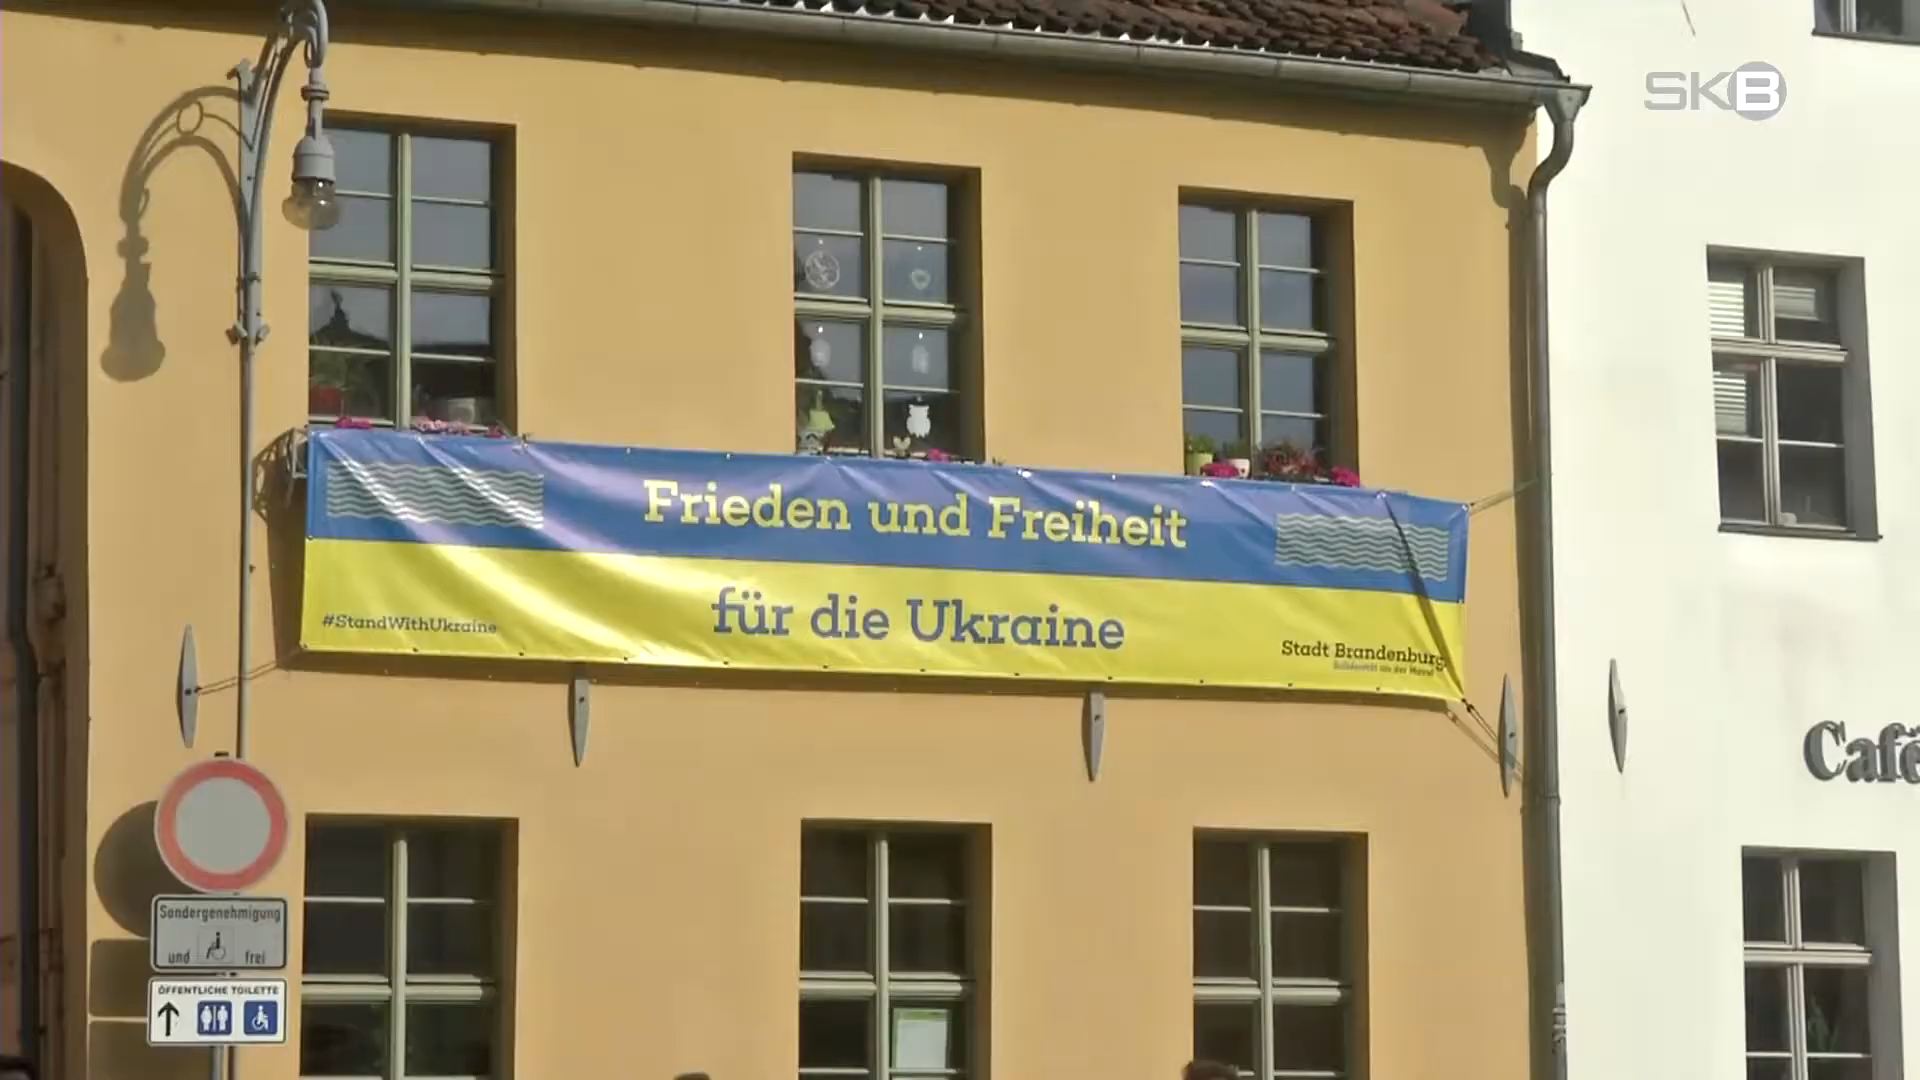 SKB
Frieden und Freiheit
für die Ukraine
#StandWithUkraine
Stadt Brandenburg
Café
Sondergenehmigung
und frei
ÖFFENTLICHE TOILETTE